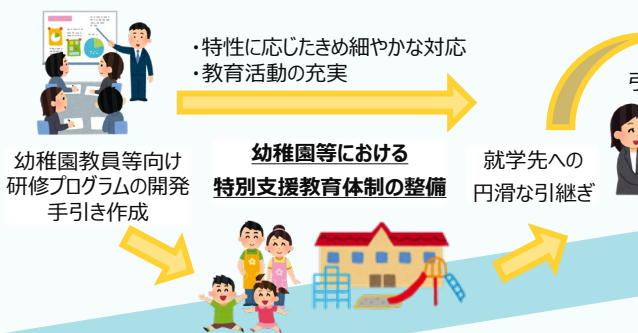 ・特性に応じたきめ細やかな対応
・教育活動の充実
幼稚園教員等向け
研修プログラムの開発
手引き作成
幼稚園等における
特別支援教育体制の整備
就学先への
円滑な引継ぎ